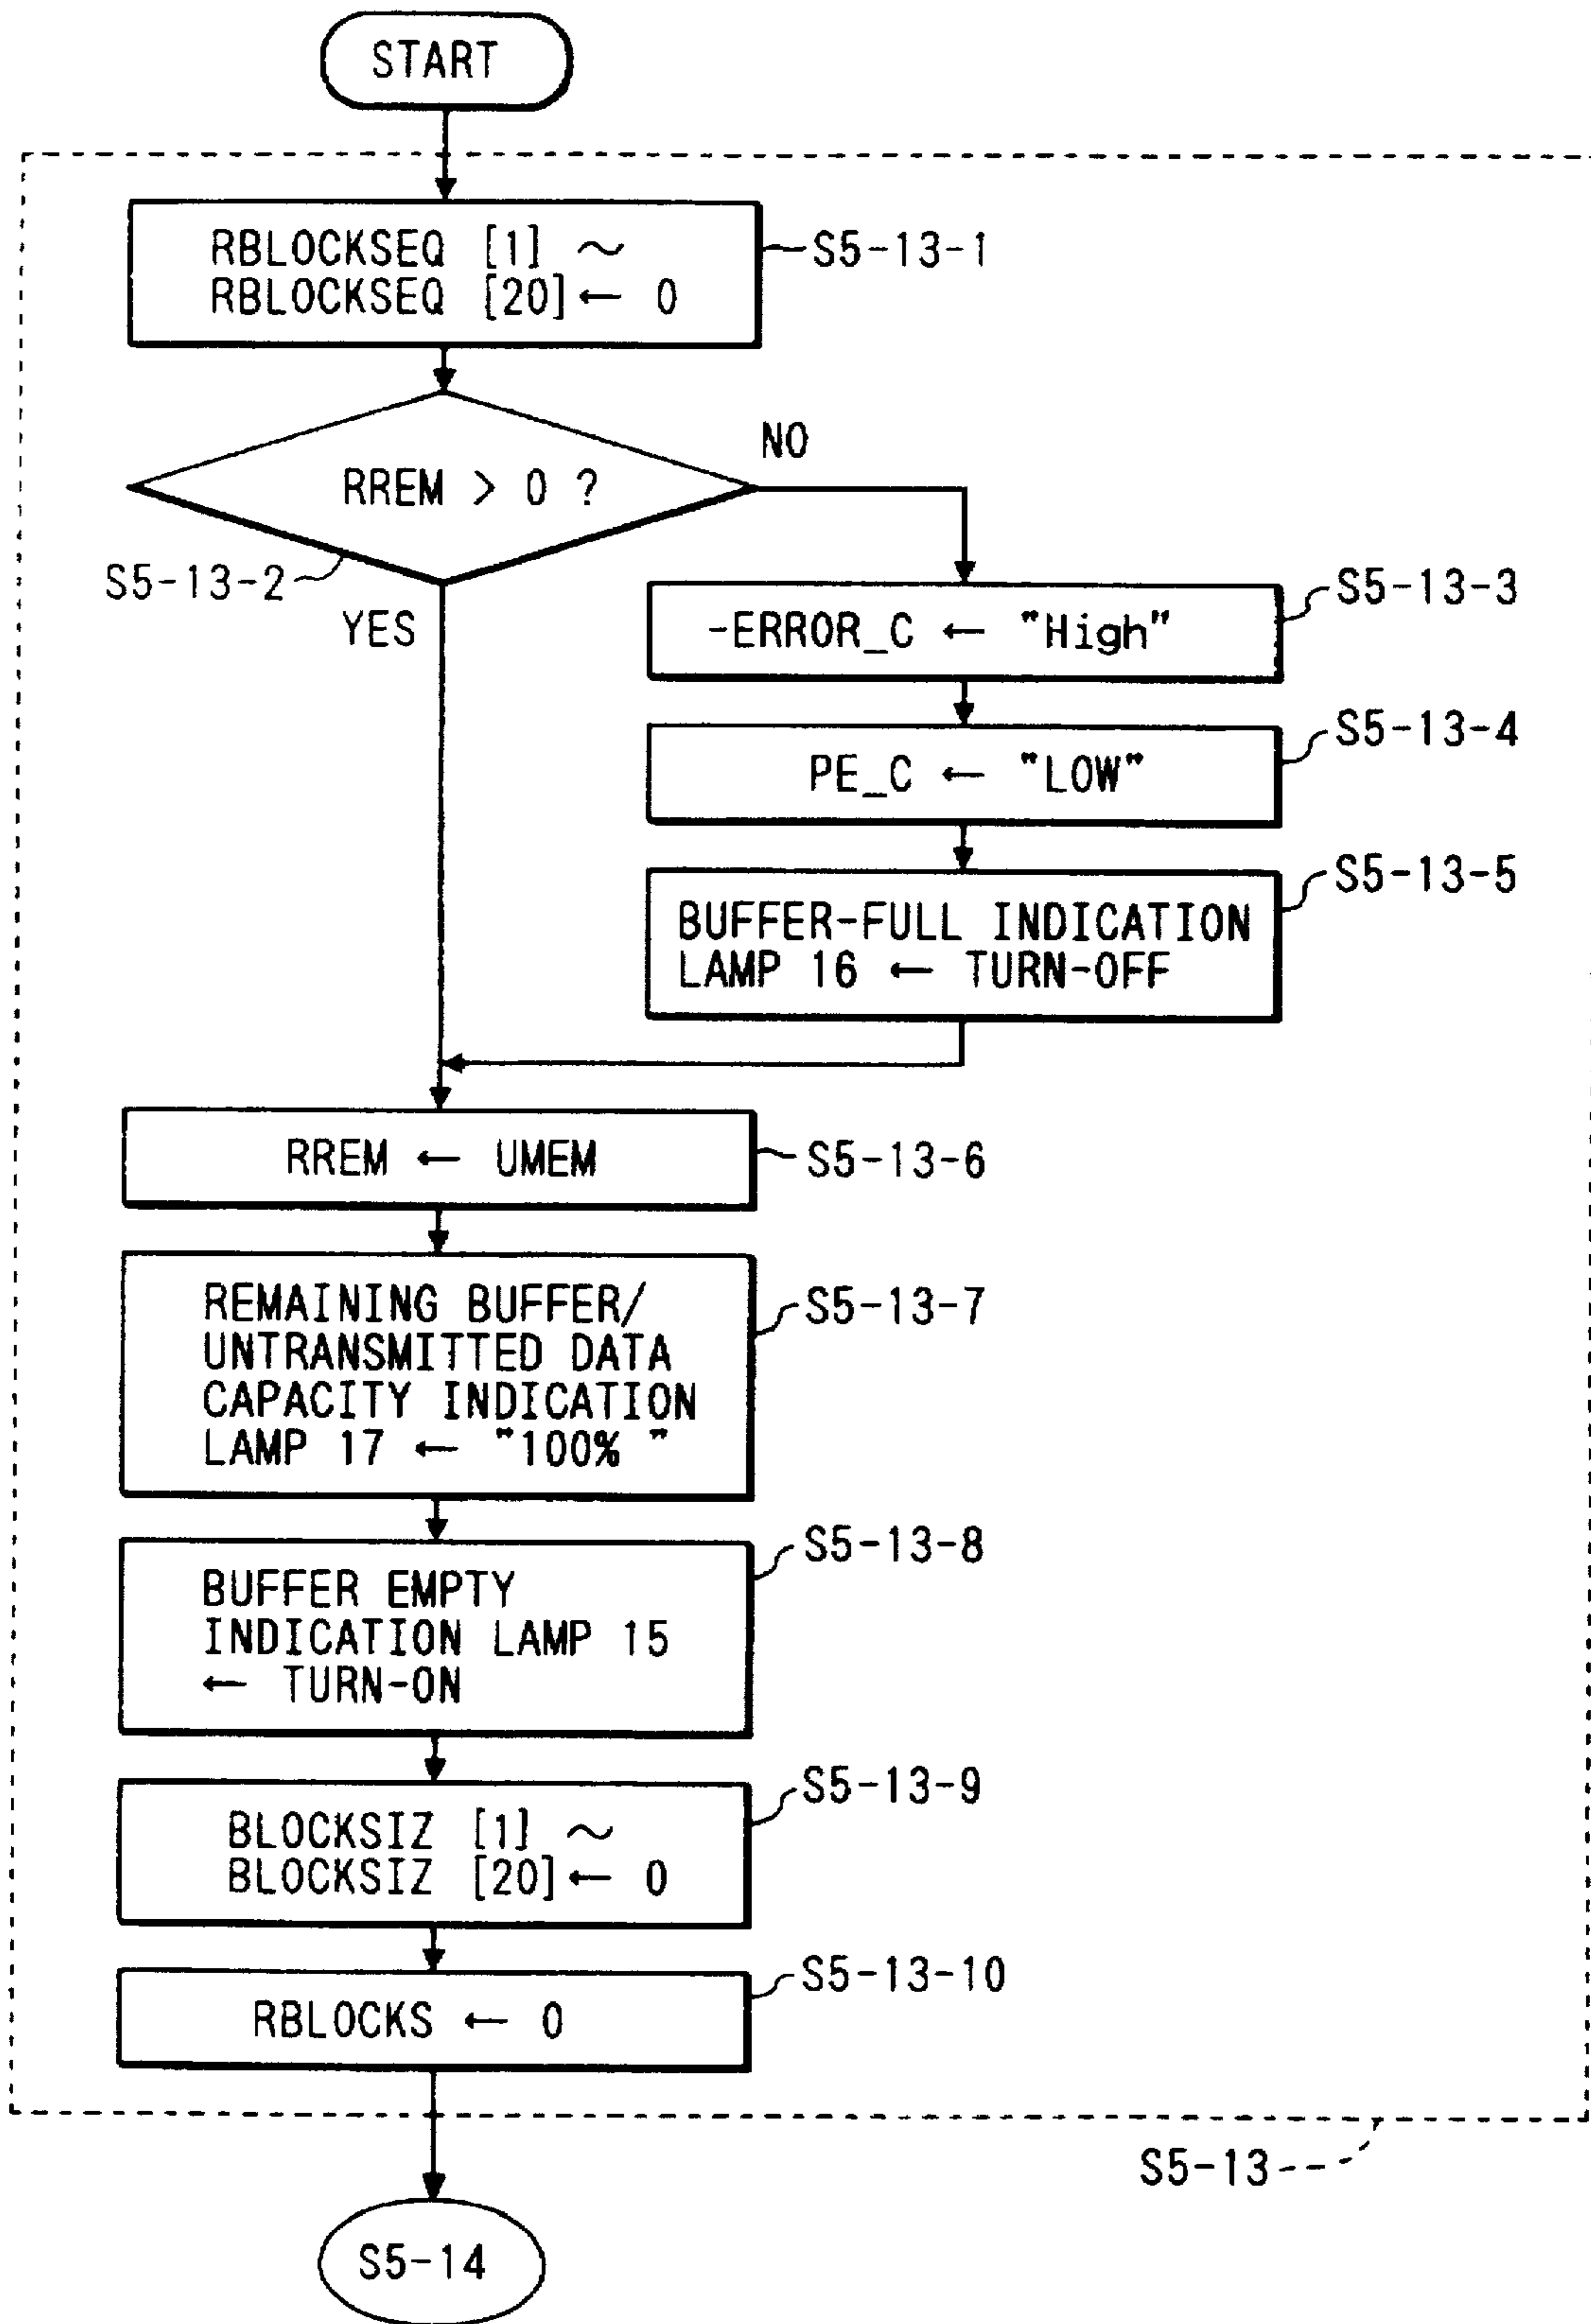 START
RBLOCKSEQ [1] ~
RBLOCKSEQ [20] ← 0
S5-13-1
RREM > 0 ?
NO
S5-13-2
YES
-ERROR_C ← "High"
S5-13-3
PE_C ← "LOW"
S5-13-4
BUFFER-FULL INDICATION
LAMP 16 ← TURN-OFF
S5-13-5
RREM ← UMEM
S5-13-6
REMAINING BUFFER/
UNTRANSMITTED DATA
CAPACITY INDICATION
LAMP 17 ← "100% "
S5-13-7
BUFFER EMPTY
INDICATION LAMP 15
← TURN-ON
S5-13-8
BLOCKSIZ [1] ~
BLOCKSIZ [20] ← 0
S5-13-9
RBLOCKS ← 0
S5-13-10
S5-13
S5-14